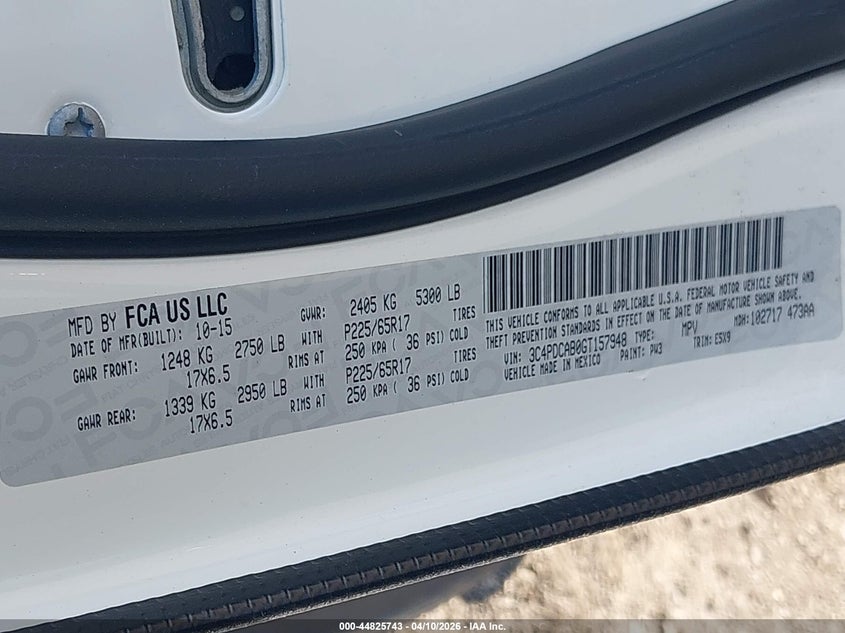 MFD BY FCA US LLC
DATE OF MFR(BUILT): 10-15
GVWR: 2405 KG 5300 LB
GAWR FRONT: 1248 KG 2750 LB WITH P225/65R17 TIRES
17X6.5 RIMS AT 250 KPA ( 36 PSI) COLD
GAWR REAR: 1339 KG 2950 LB WITH P225/65R17 TIRES
17X6.5 RIMS AT 250 KPA ( 36 PSI) COLD
THIS VEHICLE CONFORMS TO ALL APPLICABLE U.S.A. FEDERAL MOTOR VEHICLE SAFETY AND
THEFT PREVENTION STANDARDS IN EFFECT ON THE DATE OF MANUFACTURE SHOWN ABOVE.
VIN: 3C4PDCAB0GT157948 TYPE: MPV MDH: 102717 473AA
VEHICLE MADE IN MEXICO PAINT: PW3 TRIM: E5X9
000-44825743 - 04/10/2026 - IAA Inc.